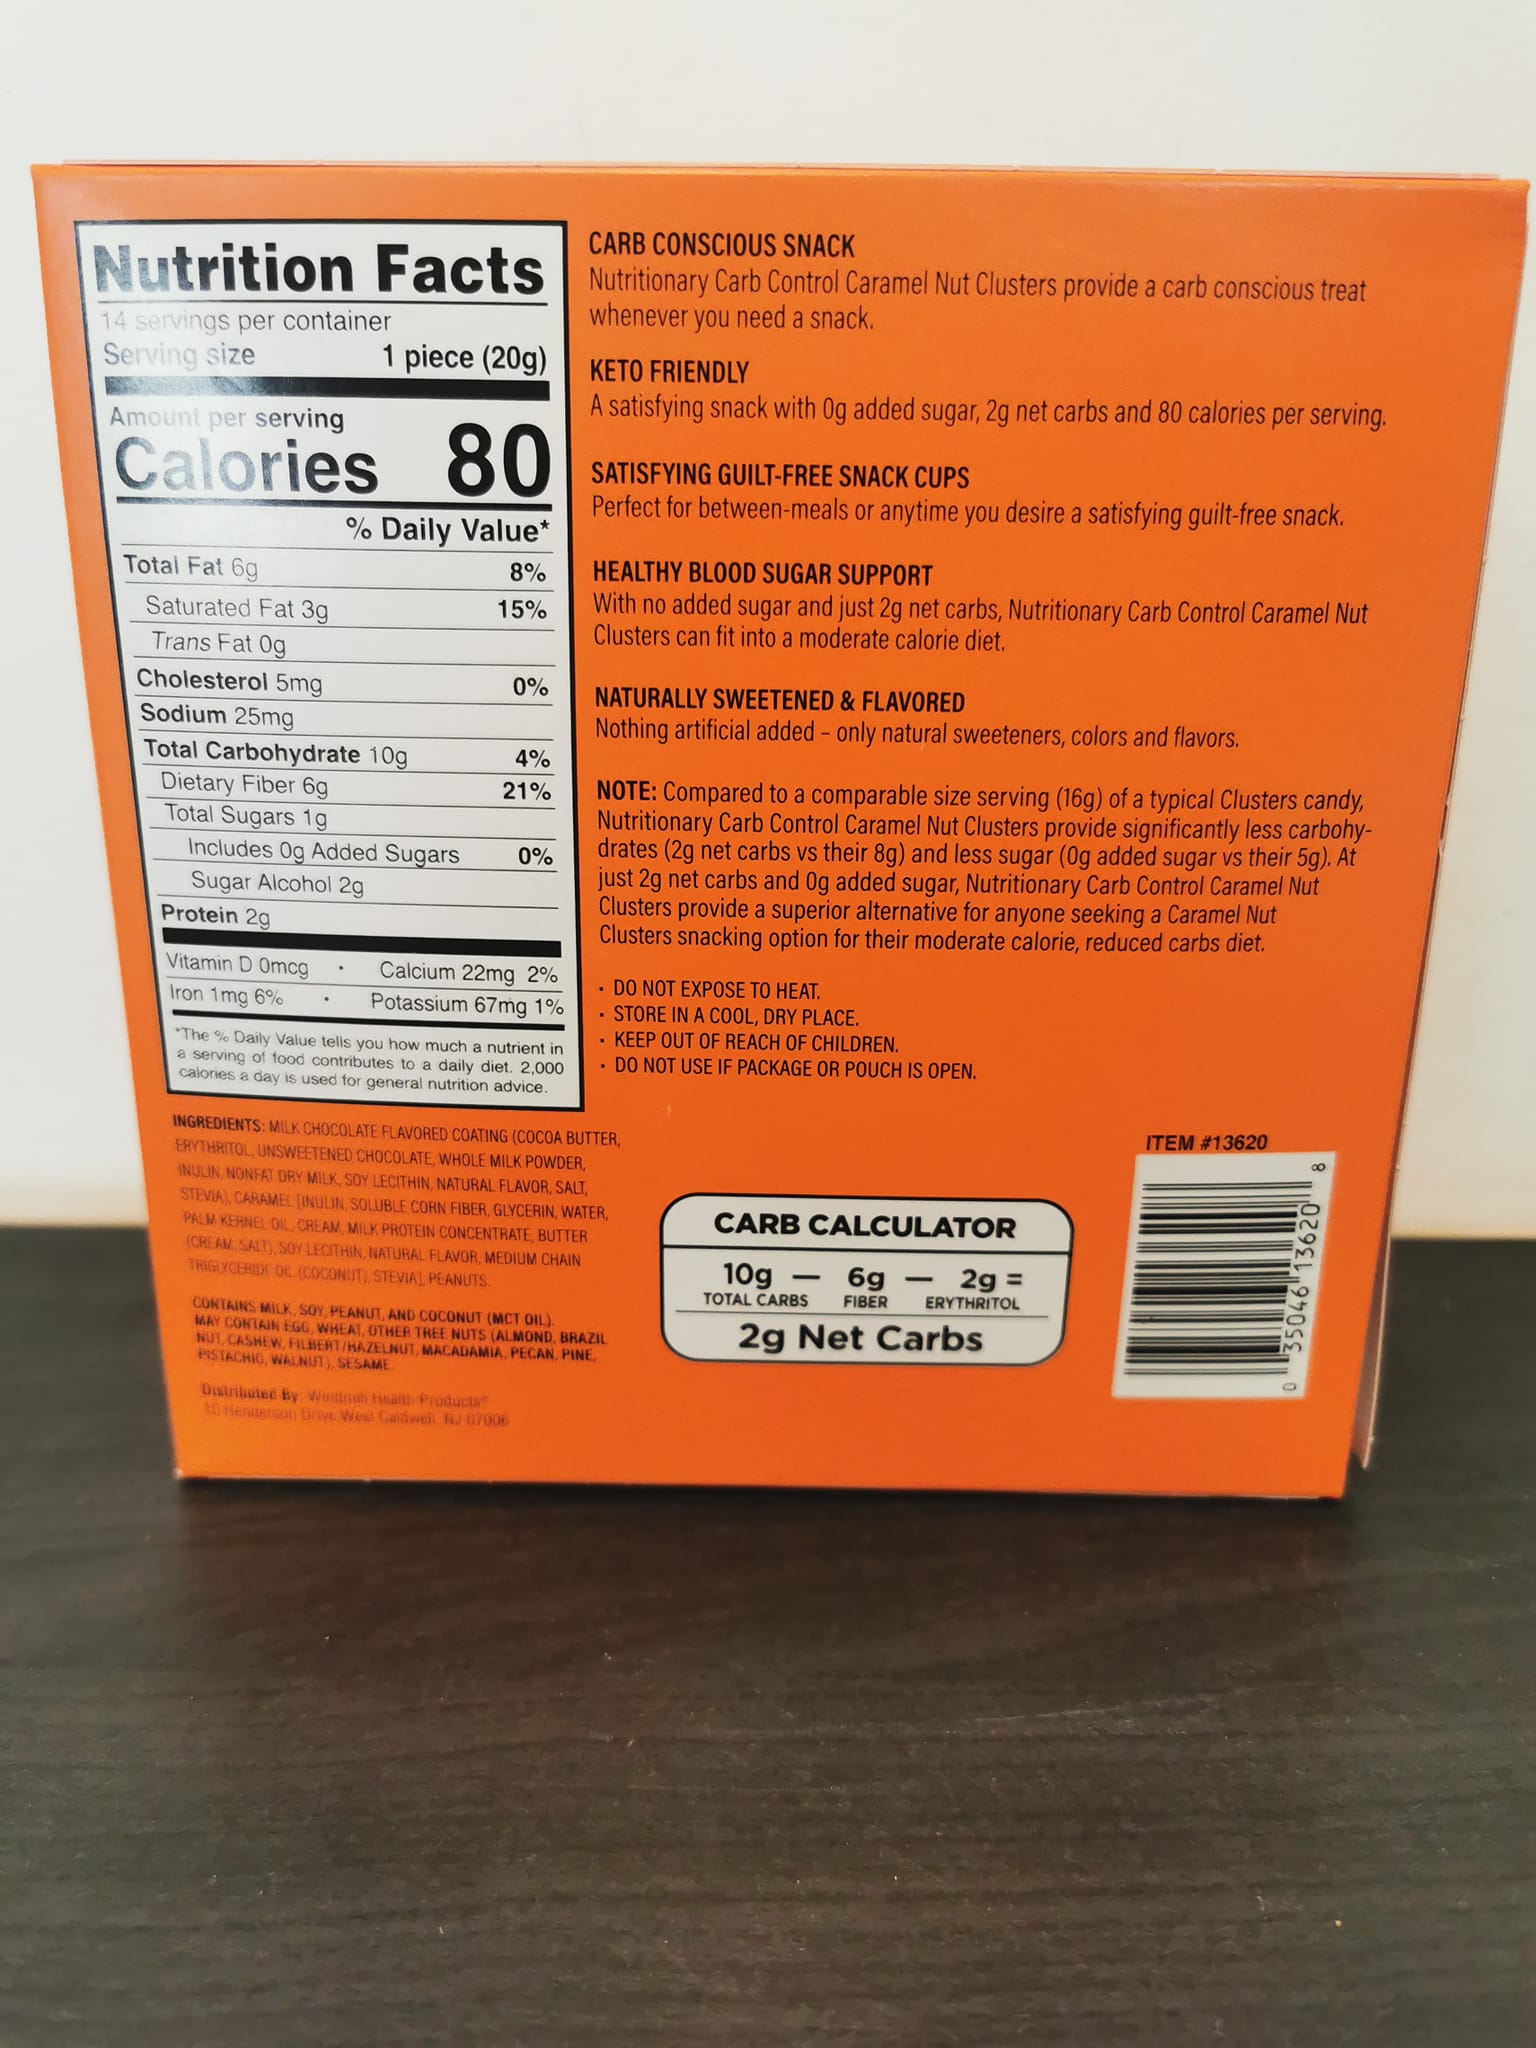 Nutrition Facts
14 servings per container
Serving size 1 piece (20g)
Amount per serving
Calories 80
% Daily Value*
Total Fat 6g 8%
Saturated Fat 3g 15%
Trans Fat 0g
Cholesterol 5mg 0%
Sodium 25mg
Total Carbohydrate 10g 4%
Dietary Fiber 6g 21%
Total Sugars 1g
Includes 0g Added Sugars 0%
Sugar Alcohol 2g
Protein 2g
Vitamin D 0mcg • Calcium 22mg 2%
Iron 1mg 6% • Potassium 67mg 1%
*The % Daily Value tells you how much a nutrient in
a serving of food contributes to a daily diet. 2,000
calories a day is used for general nutrition advice.
INGREDIENTS: MILK CHOCOLATE FLAVORED COATING (COCOA BUTTER,
ERYTHRITOL, UNSWEETENED CHOCOLATE, WHOLE MILK POWDER,
INULIN, NONFAT DRY MILK, SOY LECITHIN, NATURAL FLAVOR, SALT,
STEVIA), CARAMEL [INULIN, SOLUBLE CORN FIBER, GLYCERIN, WATER,
PALM KERNEL OIL, CREAM, MILK PROTEIN CONCENTRATE, BUTTER
(CREAM, SALT), SOY LECITHIN, NATURAL FLAVOR, MEDIUM CHAIN
TRIGLYCERIDE OIL (COCONUT), STEVIA], PEANUTS.
CONTAINS MILK, SOY, PEANUT, AND COCONUT (MCT OIL).
MAY CONTAIN EGG, WHEAT, OTHER TREE NUTS (ALMOND, BRAZIL
NUT, CASHEW, FILBERT/HAZELNUT, MACADAMIA, PECAN, PINE,
PISTACHIO, WALNUT), SESAME.
Distributed By: Windmill Health Products®
10 Henderson Drive, West Caldwell, NJ 07006
CARB CONSCIOUS SNACK
Nutritionary Carb Control Caramel Nut Clusters provide a carb conscious treat
whenever you need a snack.
KETO FRIENDLY
A satisfying snack with 0g added sugar, 2g net carbs and 80 calories per serving.
SATISFYING GUILT-FREE SNACK CUPS
Perfect for between-meals or anytime you desire a satisfying guilt-free snack.
HEALTHY BLOOD SUGAR SUPPORT
With no added sugar and just 2g net carbs, Nutritionary Carb Control Caramel Nut
Clusters can fit into a moderate calorie diet.
NATURALLY SWEETENED & FLAVORED
Nothing artificial added – only natural sweeteners, colors and flavors.
NOTE: Compared to a comparable size serving (16g) of a typical Clusters candy,
Nutritionary Carb Control Caramel Nut Clusters provide significantly less carbohy-
drates (2g net carbs vs their 8g) and less sugar (0g added sugar vs their 5g). At
just 2g net carbs and 0g added sugar, Nutritionary Carb Control Caramel Nut
Clusters provide a superior alternative for anyone seeking a Caramel Nut
Clusters snacking option for their moderate calorie, reduced carbs diet.
• DO NOT EXPOSE TO HEAT.
• STORE IN A COOL, DRY PLACE.
• KEEP OUT OF REACH OF CHILDREN.
• DO NOT USE IF PACKAGE OR POUCH IS OPEN.
CARB CALCULATOR
10g — 6g — 2g =
TOTAL CARBS FIBER ERYTHRITOL
2g Net Carbs
ITEM #13620
0 35046 13620 8